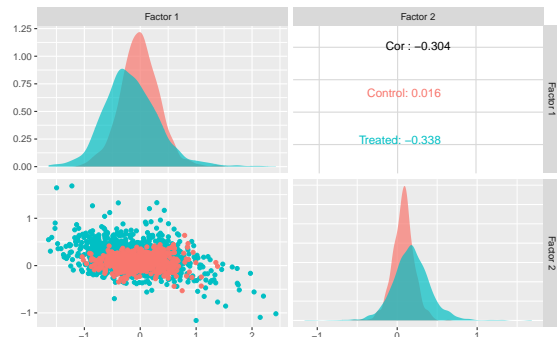 Factor 1
Factor 2
1.25
1.00
0.75
0.50
0.25
0.00
Cor : −0.304
Control: 0.016
Treated: −0.338
Factor 1
1
0
−1
Factor 2
−1
0
1
2
−1
0
1